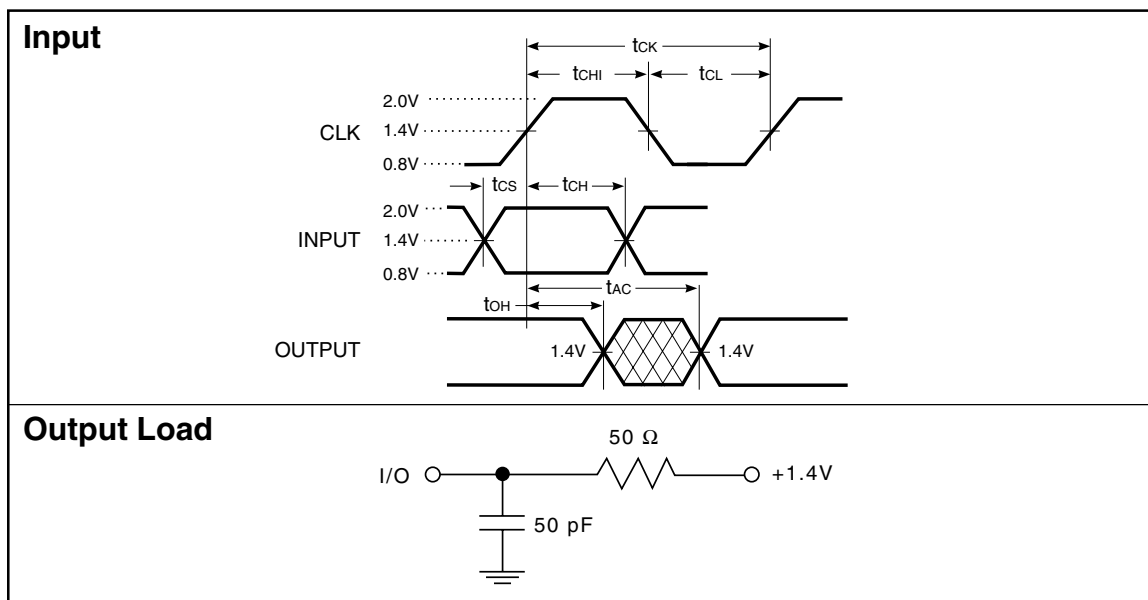 Input
tCK
tCHI
tCL
2.0V
CLK
1.4V
0.8V
tCS
tCH
2.0V
INPUT
1.4V
0.8V
tAC
tOH
OUTPUT
1.4V
1.4V
Output Load
50 Ω
I/O
+1.4V
50 pF